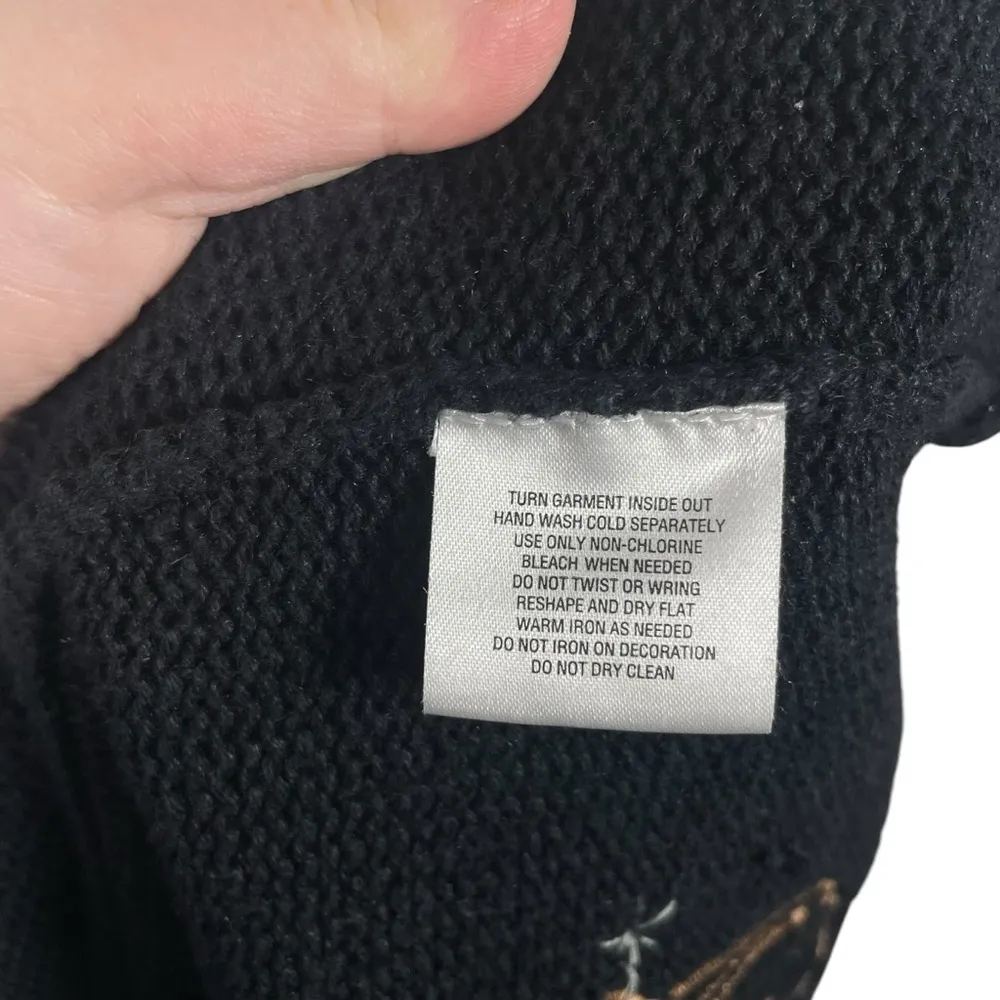 TURN GARMENT INSIDE OUT
HAND WASH COLD SEPARATELY
USE ONLY NON-CHLORINE
BLEACH WHEN NEEDED
DO NOT TWIST OR WRING
RESHAPE AND DRY FLAT
WARM IRON AS NEEDED
DO NOT IRON ON DECORATION
DO NOT DRY CLEAN